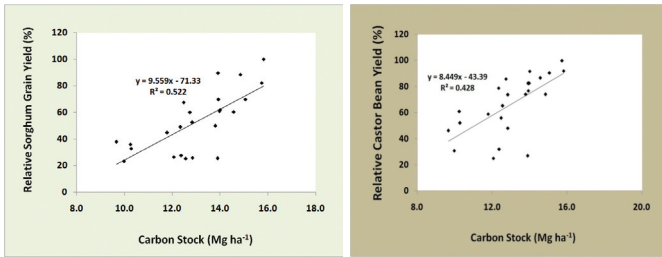 Relative Sorghum Grain Yield (%)
120
100
80
60
40
20
0
y = 9.559x - 71.33
R² = 0.522
8.0 10.0 12.0 14.0 16.0 18.0
Carbon Stock (Mg ha⁻¹)
Relative Castor Bean Yield (%)
120
100
80
60
40
20
0
y = 8.449x - 43.39
R² = 0.428
8.0 12.0 16.0 20.0
Carbon Stock (Mg ha⁻¹)